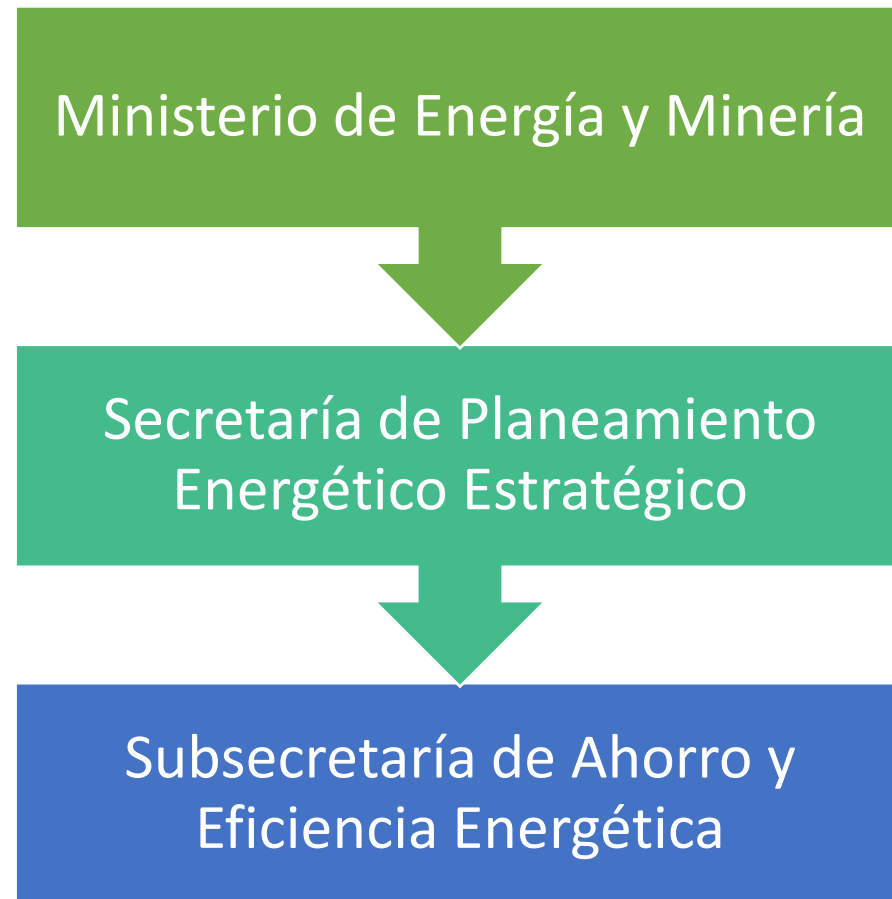 Ministerio de Energía y Minería
Secretaría de Planeamiento
Energético Estratégico
Subsecretaría de Ahorro y
Eficiencia Energética